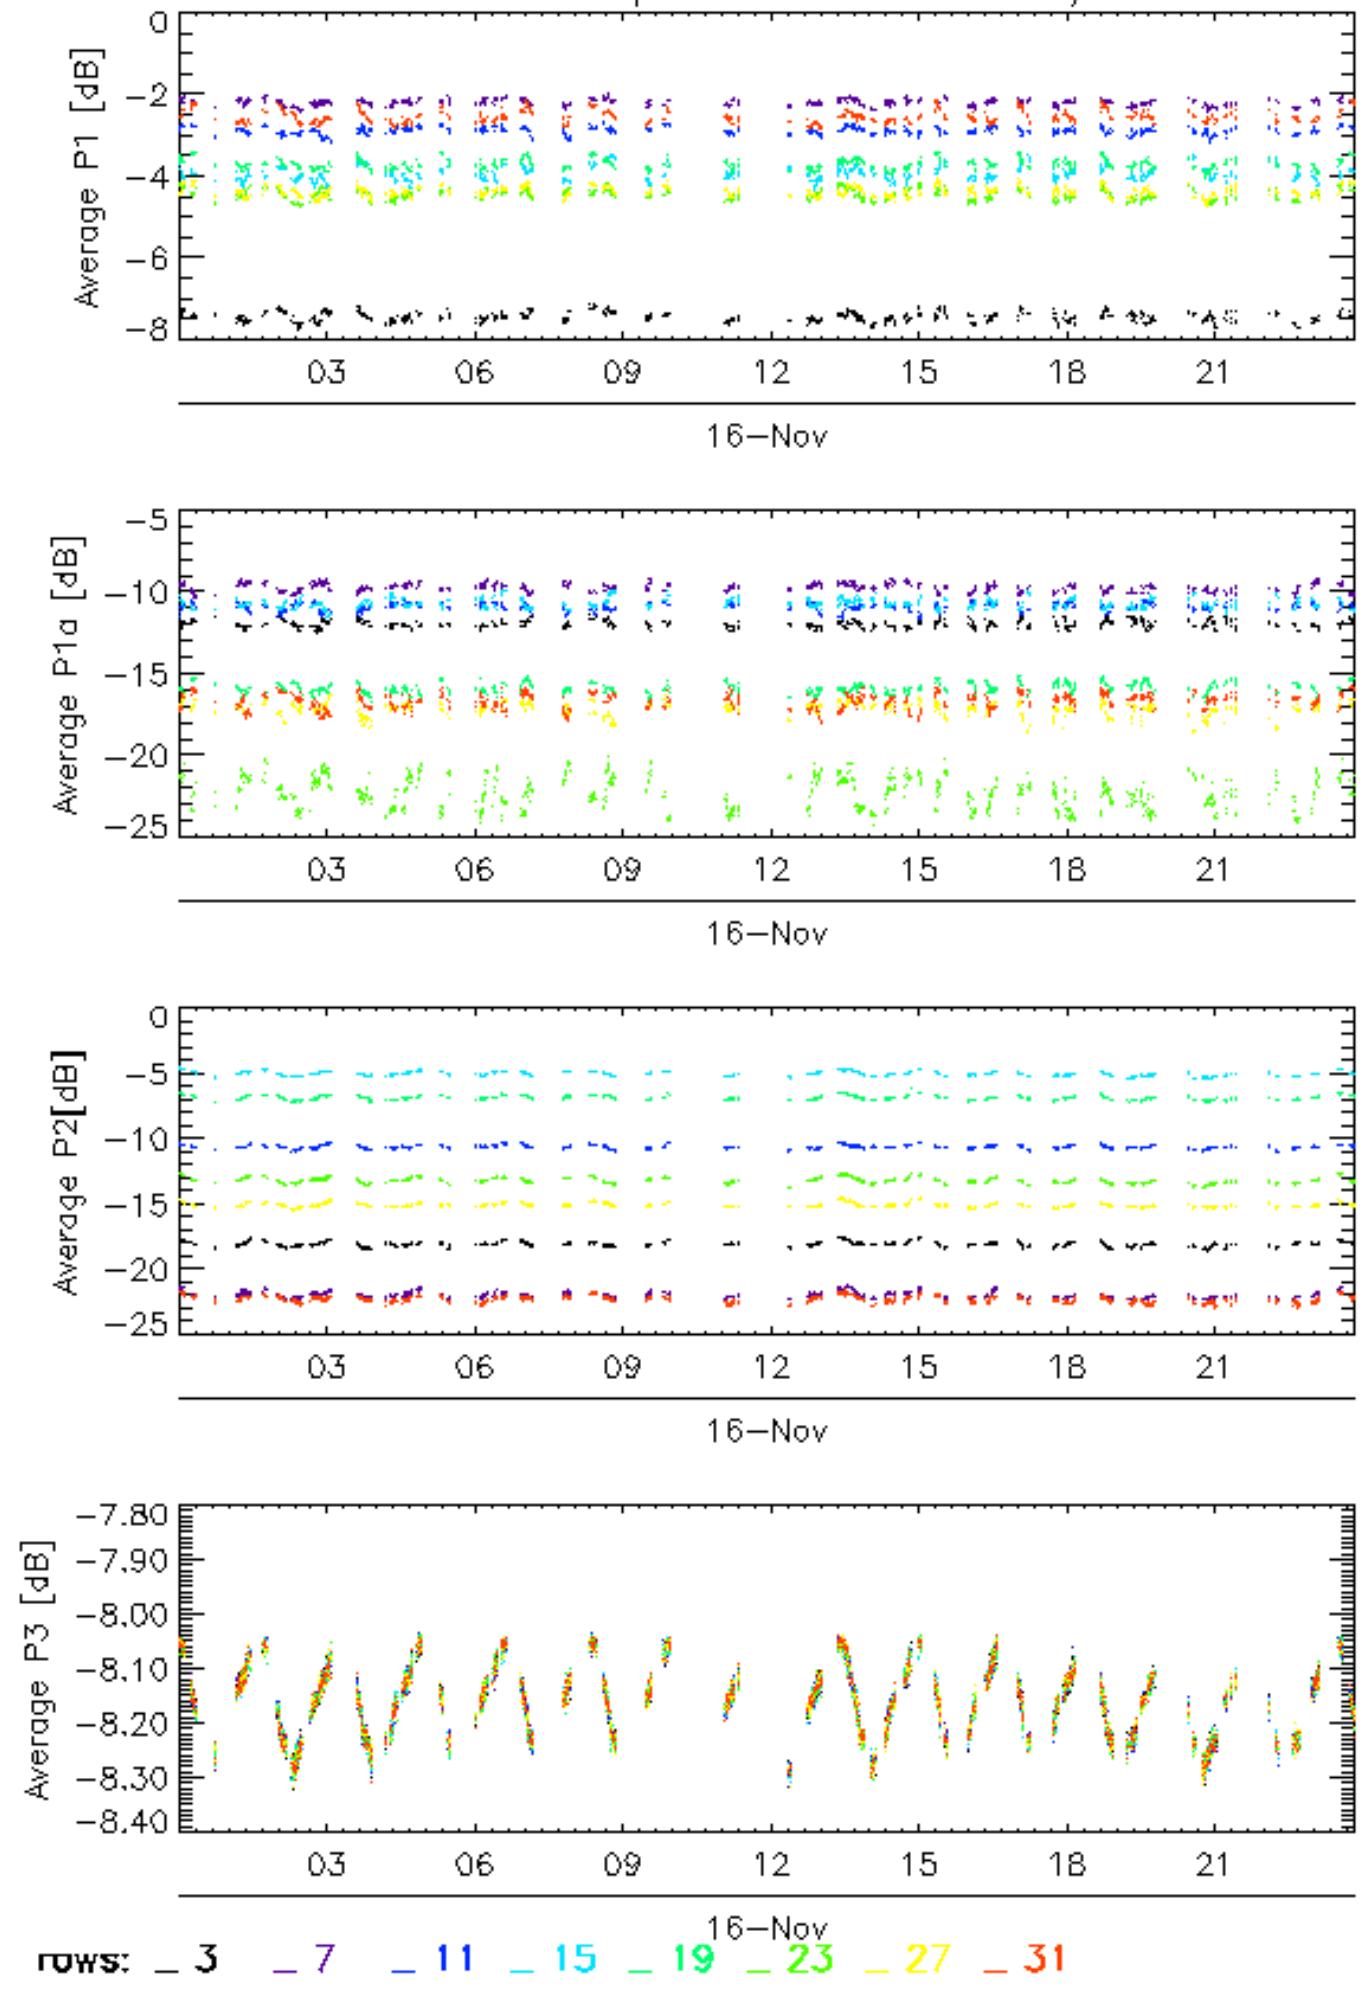 0
−2
−4
−6
−8
Average P1 [dB]
03 06 09 12 15 18 21
16−Nov
−5
−10
−15
−20
−25
Average P1a [dB]
03 06 09 12 15 18 21
16−Nov
0
−5
−10
−15
−20
−25
Average P2[dB]
03 06 09 12 15 18 21
16−Nov
−7.80
−7.90
−8.00
−8.10
−8.20
−8.30
−8.40
Average P3 [dB]
03 06 09 12 15 18 21
16−Nov
rows: _ 3 _ 7 _ 11 _ 15 _ 19 _ 23 _ 27 _ 31